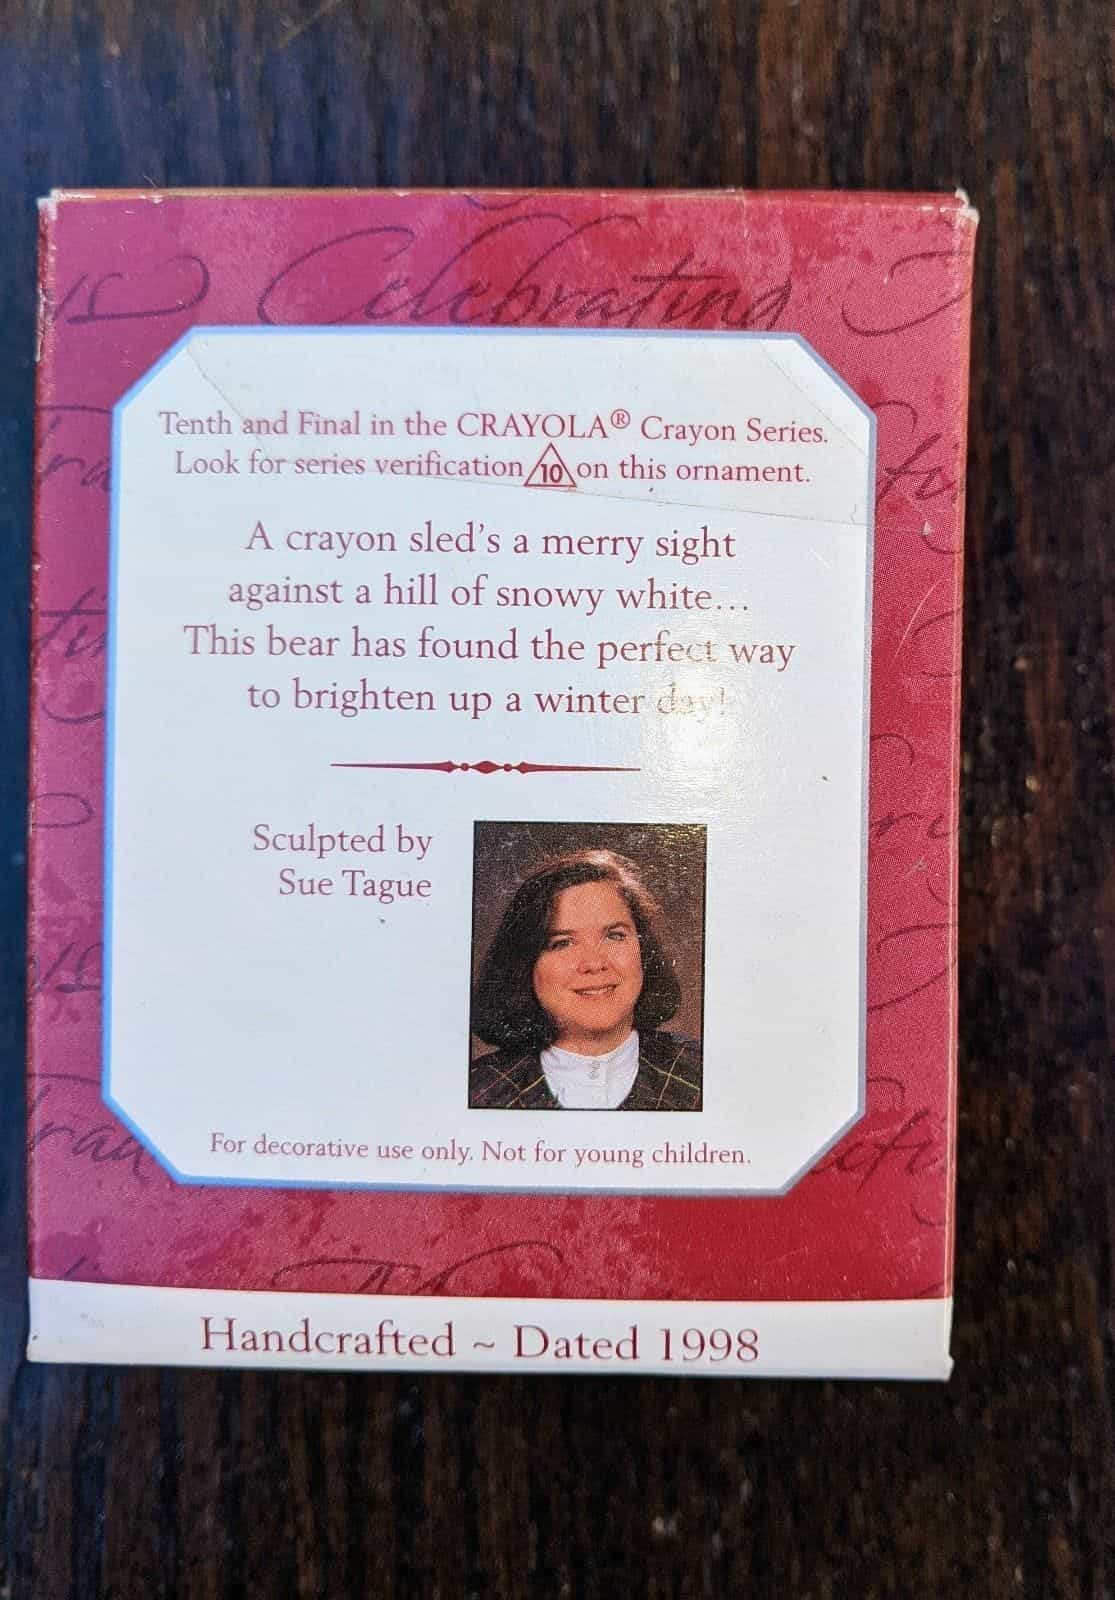 Celebrating
Tenth and Final in the CRAYOLA® Crayon Series.
Look for series verification 10 on this ornament.
A crayon sled's a merry sight
against a hill of snowy white...
This bear has found the perfect way
to brighten up a winter day!
Sculpted by
Sue Tague
For decorative use only. Not for young children.
Handcrafted ~ Dated 1998